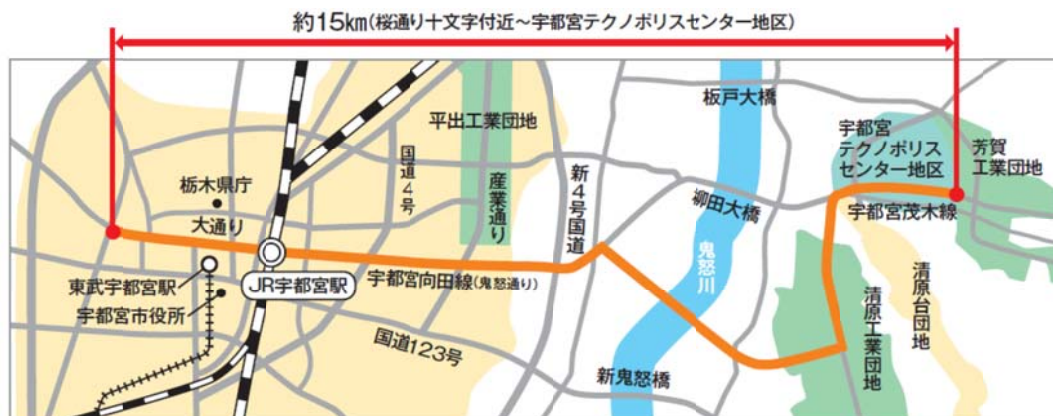 約15km(桜通り十文字付近～宇都宮テクノポリスセンター地区)
板戸大橋
平出工業団地
宇都宮
テクノポリス
センター地区
芳賀
工業団地
国道4号
産業通り
新4号国道
栃木県庁
大通り
柳田大橋
宇都宮茂木線
鬼怒川
東武宇都宮駅
JR宇都宮駅
宇都宮向田線(鬼怒通り)
宇都宮市役所
清原台団地
清原工業団地
国道123号
新鬼怒橋